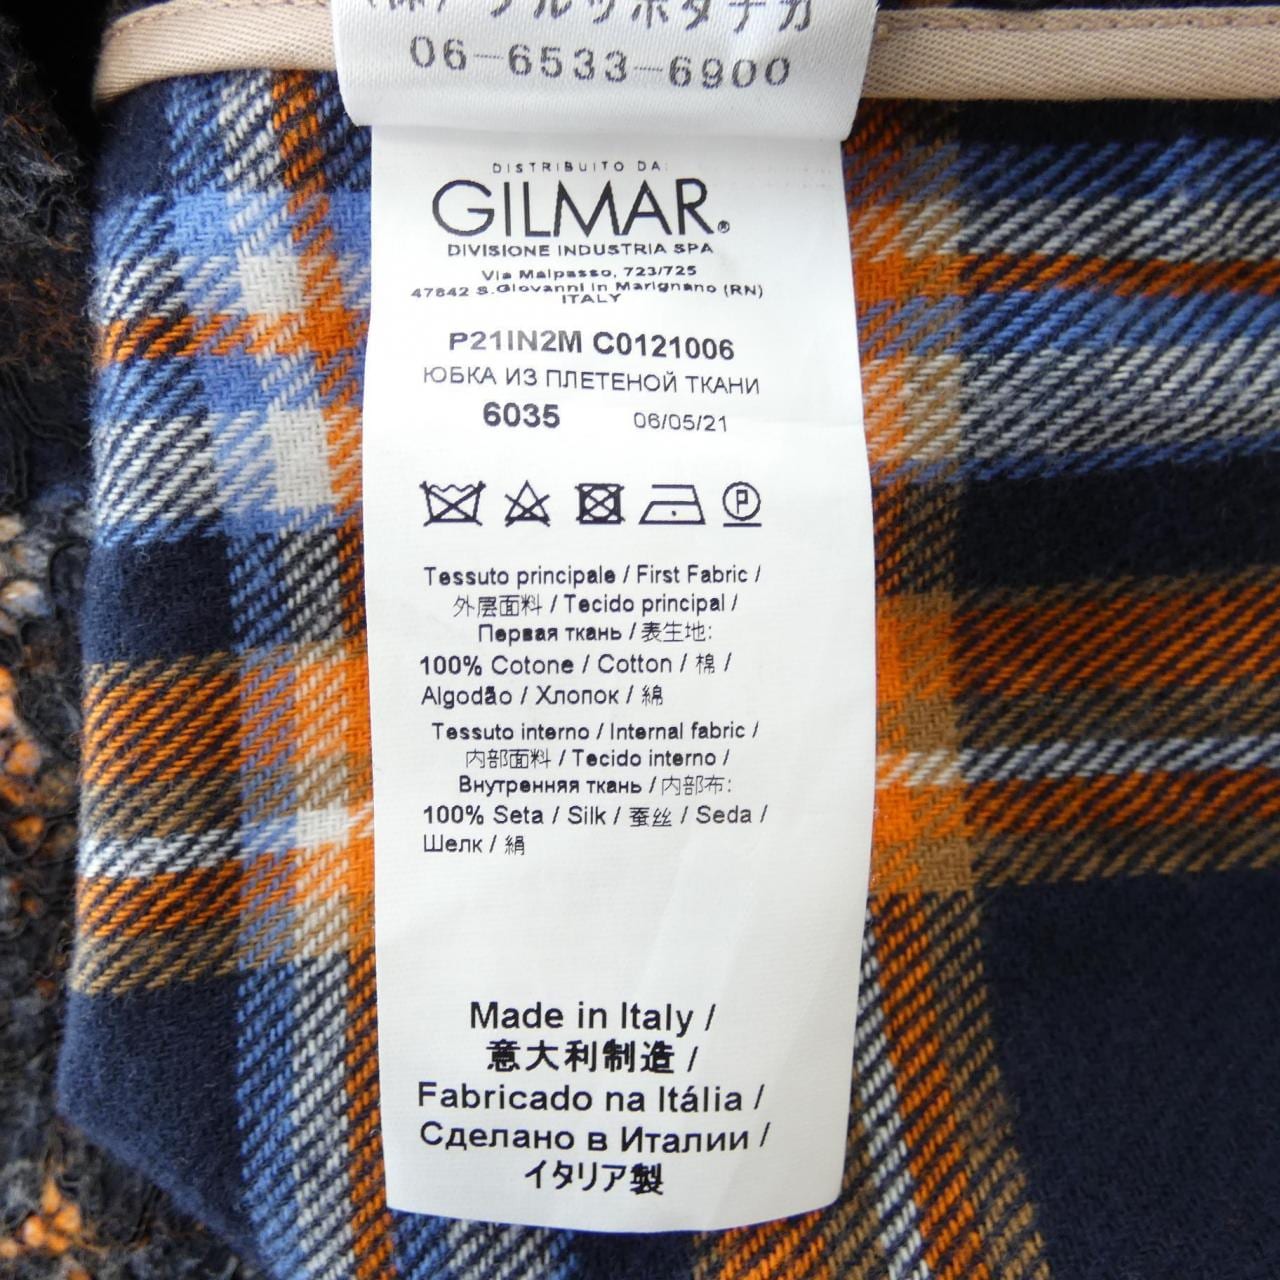 06-6533-6900
DISTRIBUITO DA:
GILMAR®
DIVISIONE INDUSTRIA SPA
Via Malpasso, 723/725
47842 S.Giovanni in Marignano (RN)
ITALY
P21IN2M C0121006
ЮБКА ИЗ ПЛЕТЕНОЙ ТКАНИ
6035 06/05/21
P
Tessuto principale / First Fabric /
外层面料 / Tecido principal /
Первая ткань / 表生地:
100% Cotone / Cotton / 棉 /
Algodão / Хлопок / 綿
Tessuto interno / Internal fabric /
内部面料 / Tecido interno /
Внутренняя ткань / 内部布:
100% Seta / Silk / 蚕丝 / Seda /
Шелк / 絹
Made in Italy /
意大利制造 /
Fabricado na Itália /
Сделано в Италии /
イタリア製